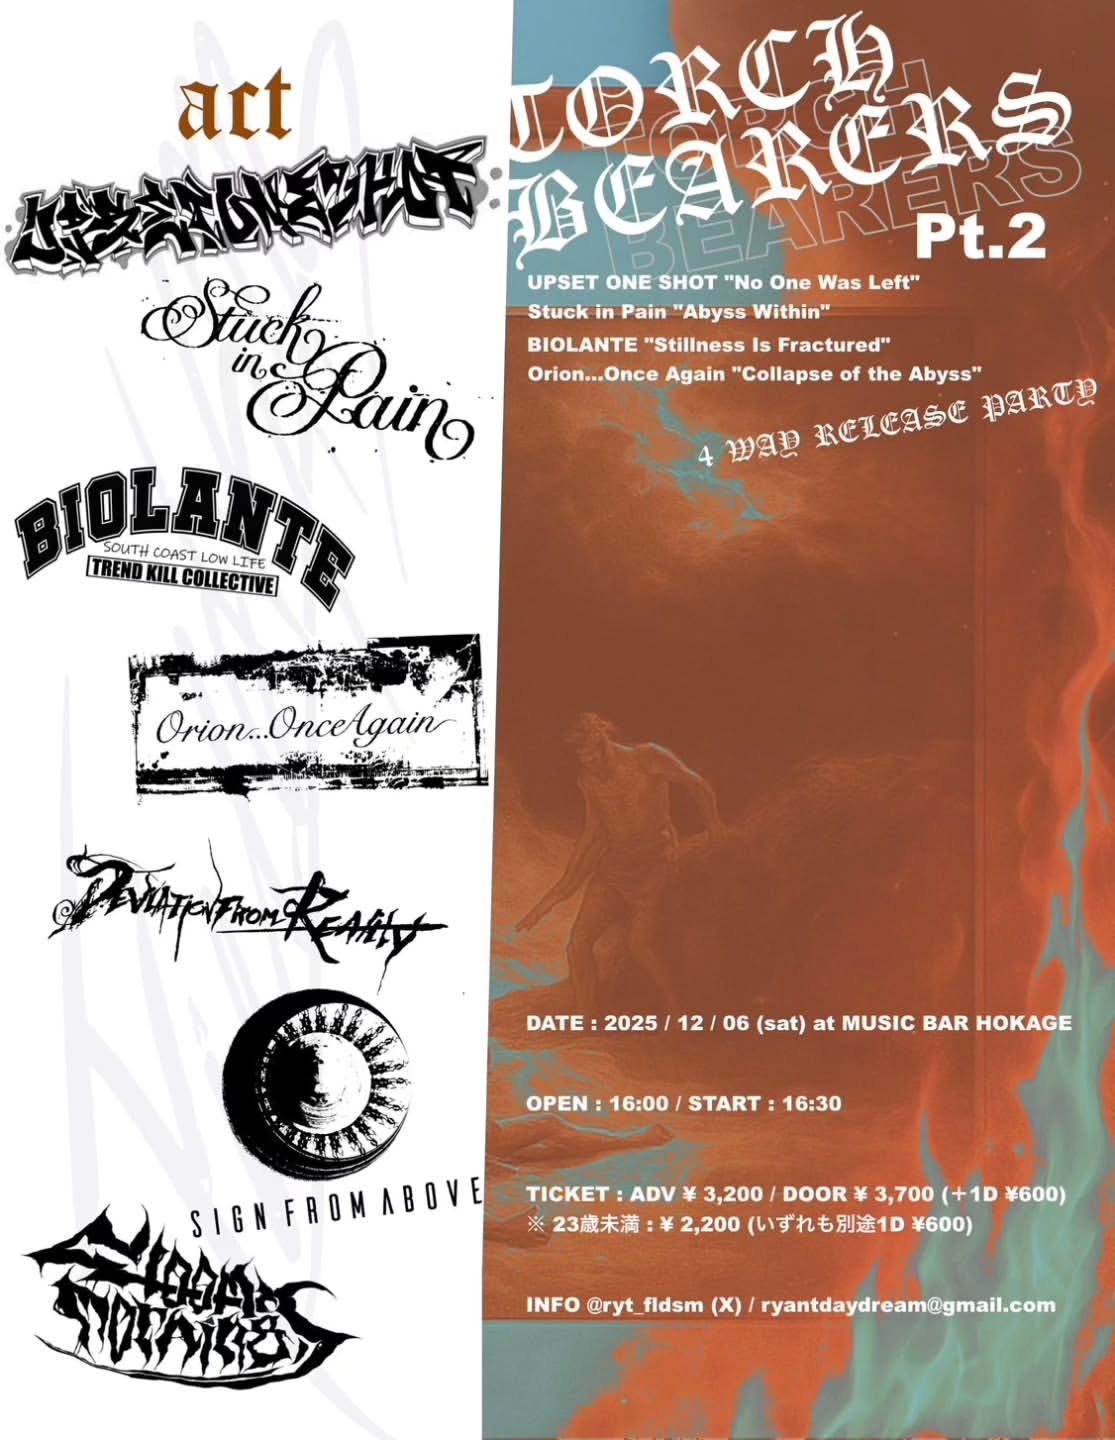 act
UPSET ONE SHOT
Stuck
in
Pain
BIOLANTE
SOUTH COAST LOW LIFE
TREND KILL COLLECTIVE
Orion...OnceAgain
DEVIATION FROM REALITY
SIGN FROM ABOVE
TORCH
BEARERS
TORCH
BEARERS
Pt.2
UPSET ONE SHOT "No One Was Left"
Stuck in Pain "Abyss Within"
BIOLANTE "Stillness Is Fractured"
Orion...Once Again "Collapse of the Abyss"
4 WAY RELEASE PARTY
DATE : 2025 / 12 / 06 (sat) at MUSIC BAR HOKAGE
OPEN : 16:00 / START : 16:30
TICKET : ADV ¥ 3,200 / DOOR ¥ 3,700 (+1D ¥600)
※ 23歳未満 : ¥ 2,200 (いずれも別途1D ¥600)
INFO @ryt_fldsm (X) / ryantdaydream@gmail.com